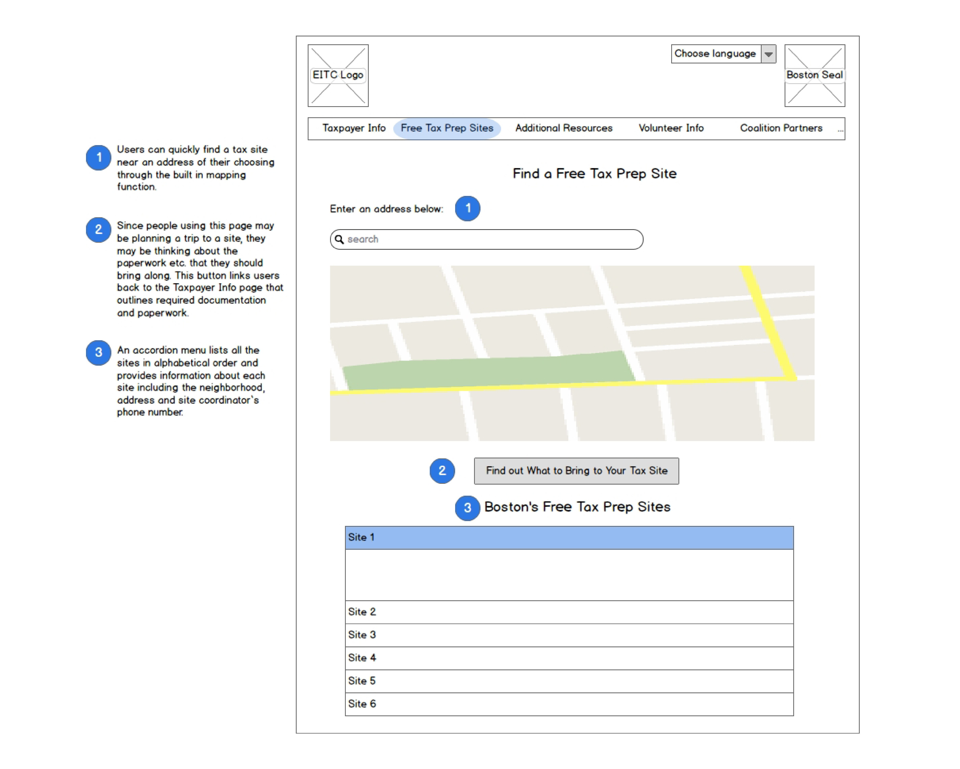 EITC Logo
Choose language
Boston Seal
Taxpayer Info
Free Tax Prep Sites
Additional Resources
Volunteer Info
Coalition Partners
...
1
Users can quickly find a tax site
near an address of their choosing
through the built in mapping
function.
2
Since people using this page may
be planning a trip to a site, they
may be thinking about the
paperwork etc. that they should
bring along. This button links users
back to the Taxpayer Info page that
outlines required documentation
and paperwork.
3
An accordion menu lists all the
sites in alphabetical order and
provides information about each
site including the neighborhood,
address and site coordinator`s
phone number.
Find a Free Tax Prep Site
Enter an address below:
1
search
2
Find out What to Bring to Your Tax Site
3
Boston's Free Tax Prep Sites
Site 1
Site 2
Site 3
Site 4
Site 5
Site 6